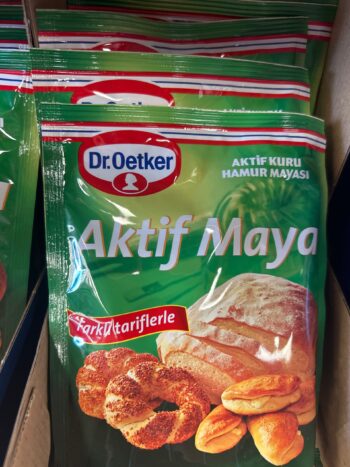 Dr.Oetker
AKTİF KURU
HAMUR MAYASI
Aktif Maya
Farklı tariflerle